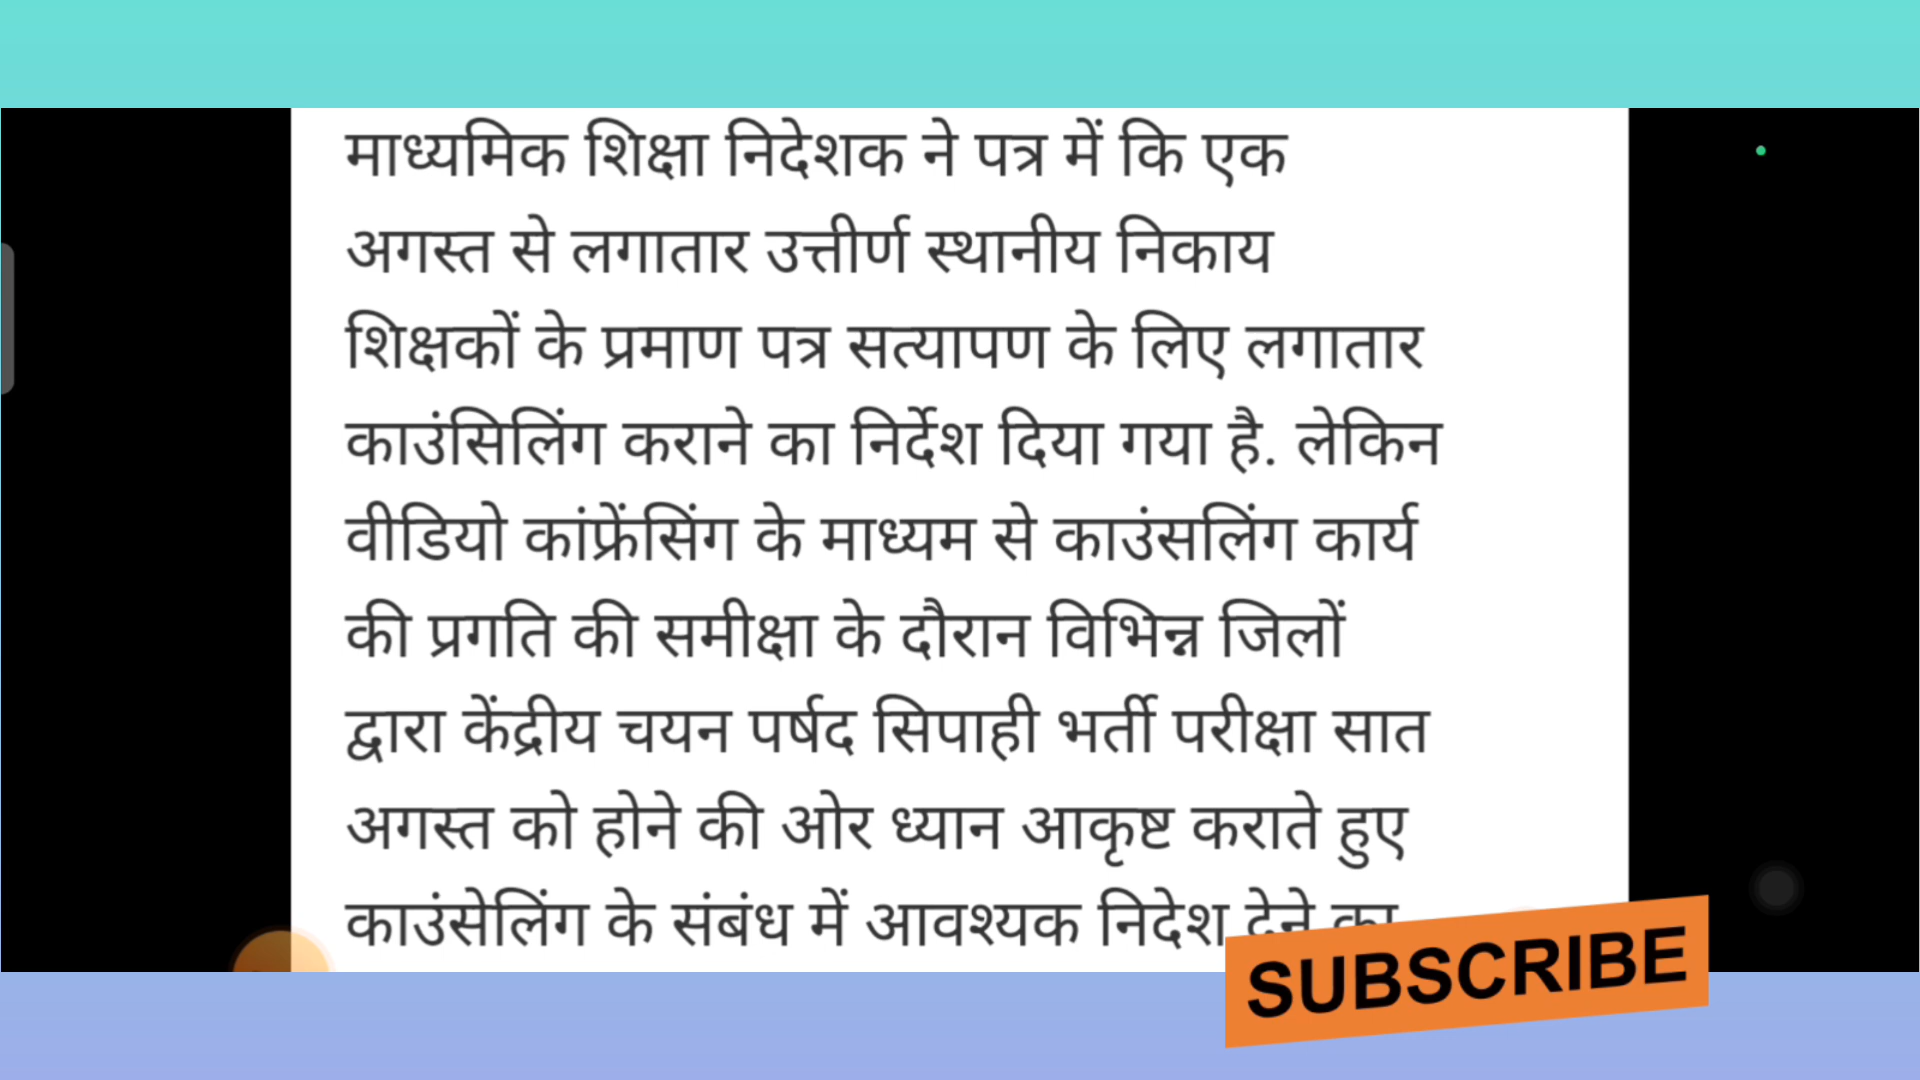 माध्यमिक शिक्षा निदेशक ने पत्र में कि एक
अगस्त से लगातार उत्तीर्ण स्थानीय निकाय
शिक्षकों के प्रमाण पत्र सत्यापण के लिए लगातार
काउंसिलिंग कराने का निर्देश दिया गया है. लेकिन
वीडियो कांफ्रेंसिंग के माध्यम से काउंसलिंग कार्य
की प्रगति की समीक्षा के दौरान विभिन्न जिलों
द्वारा केंद्रीय चयन पर्षद सिपाही भर्ती परीक्षा सात
अगस्त को होने की ओर ध्यान आकृष्ट कराते हुए
काउंसेलिंग के संबंध में आवश्यक निदेश देने का
SUBSCRIBE